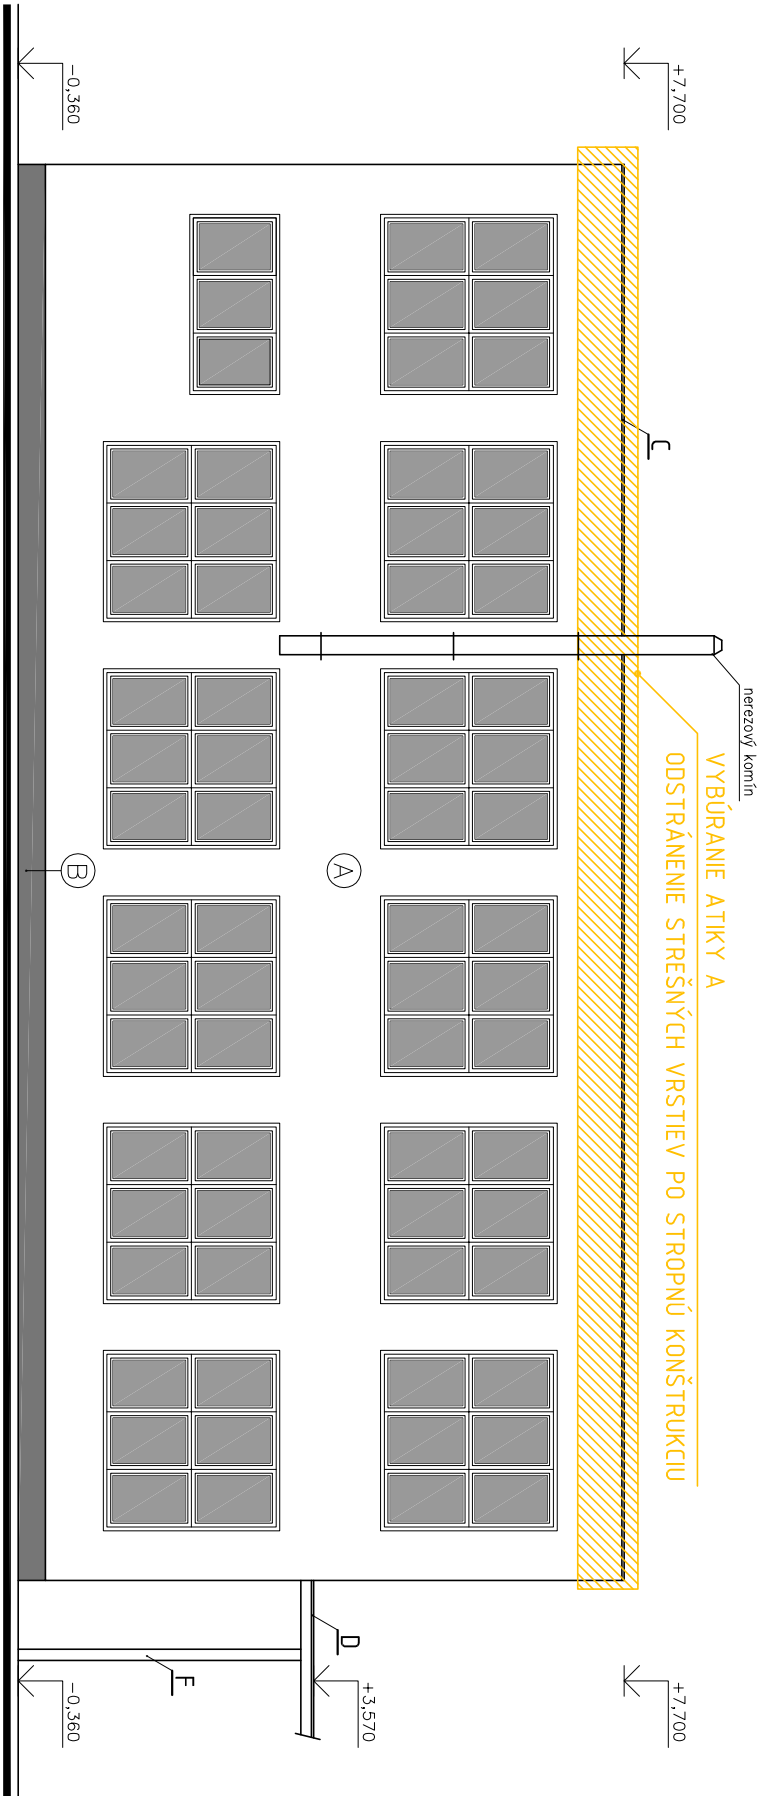 nerezový komín
VYBÚRANIE ATIKY A
ODSTRÁNENIE STREŠNÝCH VRSTIEV PO STROPNÚ KONŠTRUKCIU
+7,700
C
+7,700
A
+3,570
D
B
F
-0,360
-0,360